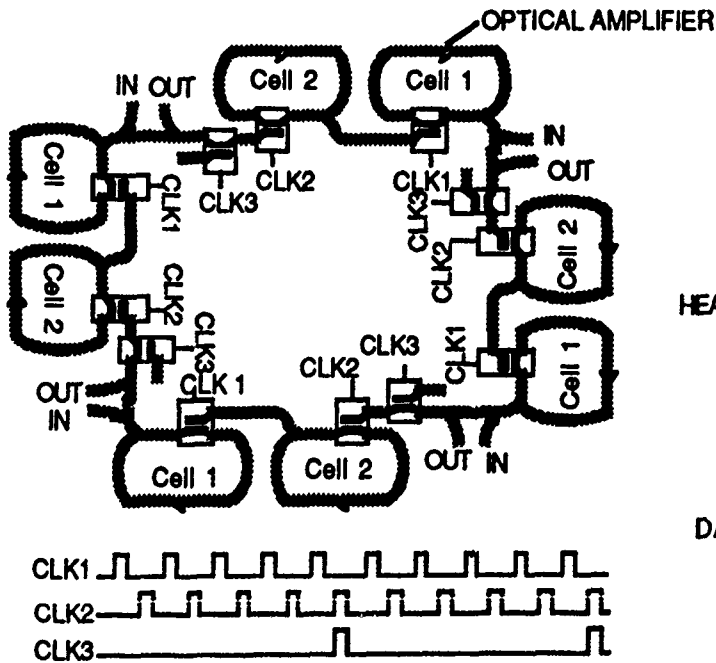 OPTICAL AMPLIFIER
Cell 2
Cell 1
IN
OUT
IN
OUT
CLK2
CLK1
CLK3
CLK3
Cell 1
CLK1
CLK2
Cell 2
Cell 2
CLK2
CLK3
CLK1
Cell 1
HEA
CLK3
CLK2
CLK 1
OUT
IN
Cell 1
Cell 2
OUT
IN
DA
CLK1
CLK2
CLK3